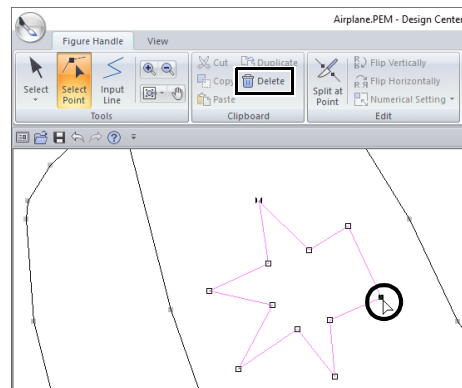 Airplane.PEM - Design Center
Figure Handle View
Select
Select Point
Input Line
Tools
Cut Duplicate
Copy Delete
Paste
Clipboard
Split at Point
Flip Vertically
Flip Horizontally
Numerical Setting
Edit